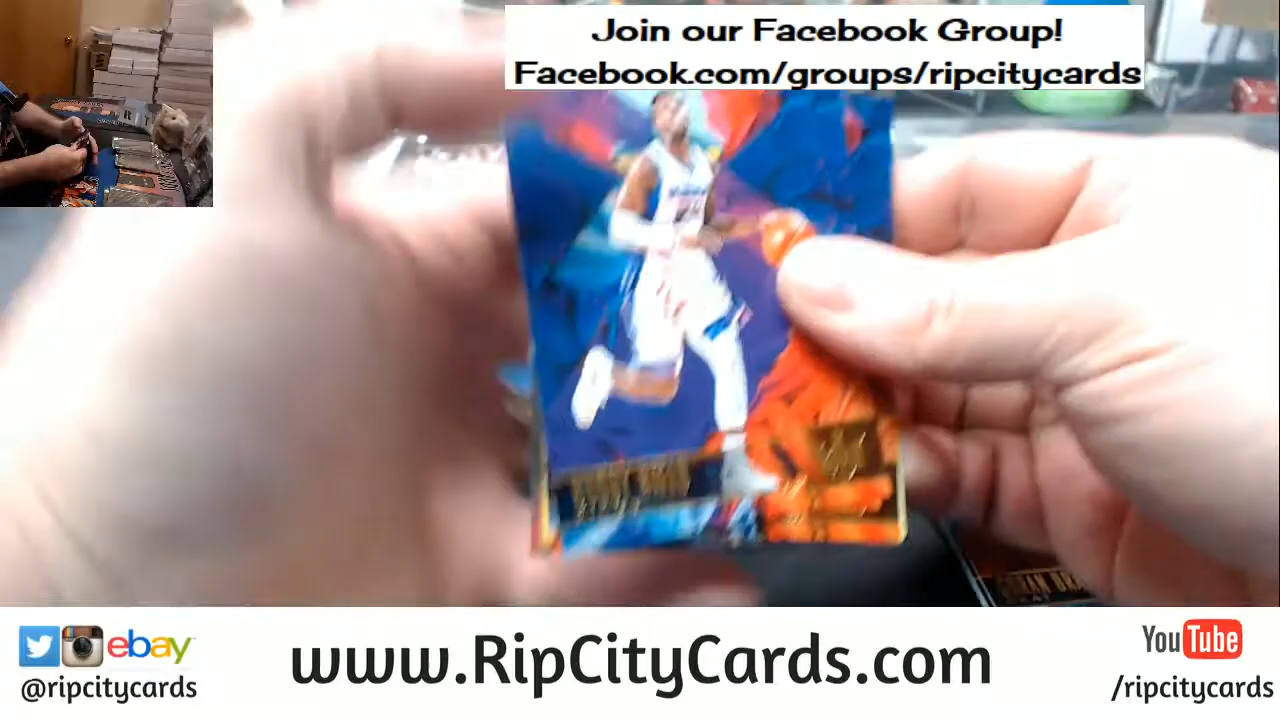 Join our Facebook Group!
Facebook.com/groups/ripcitycards
ebay
@ripcitycards
www.RipCityCards.com
YouTube
/ripcitycards